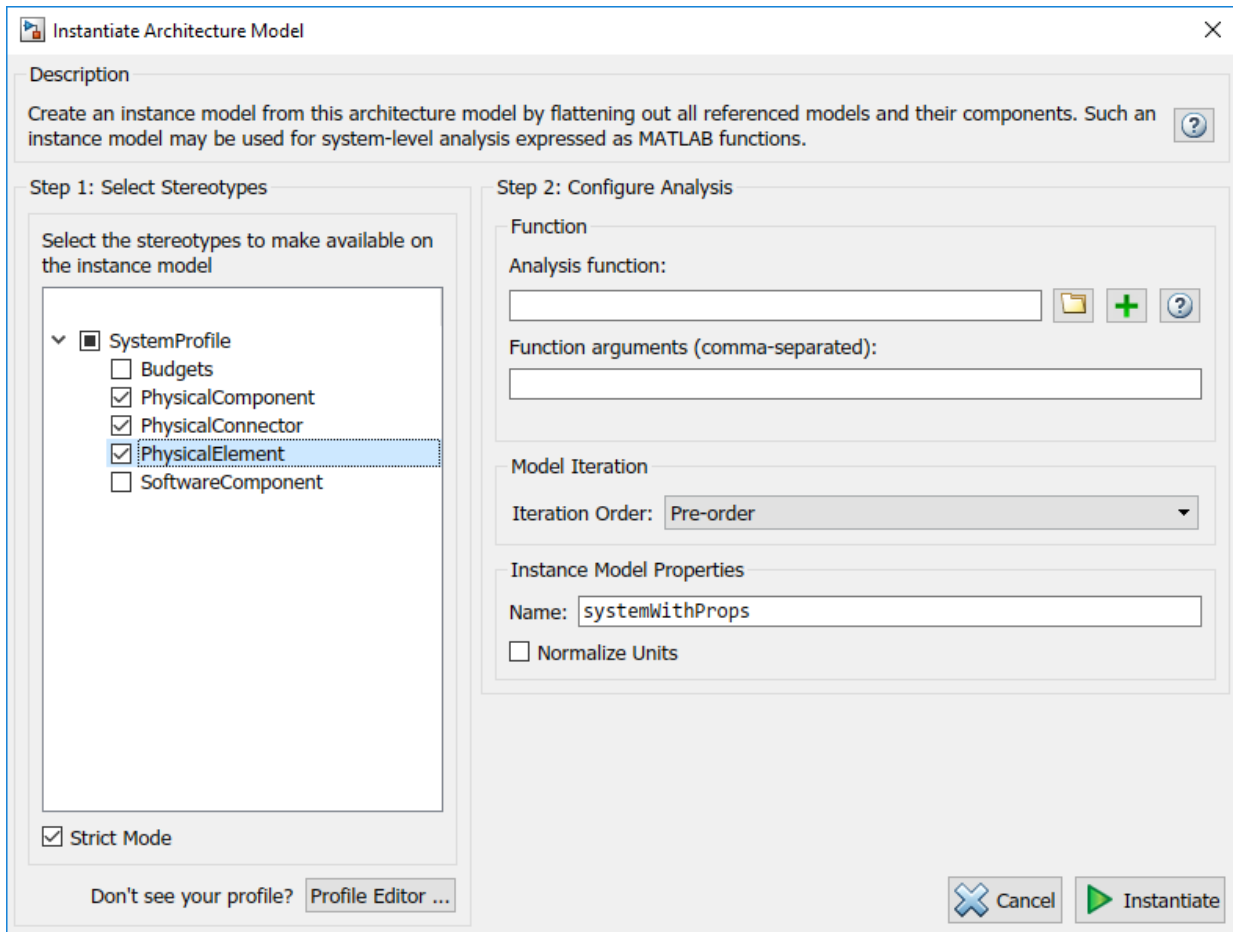 Instantiate Architecture Model
Description
Create an instance model from this architecture model by flattening out all referenced models and their components. Such an
instance model may be used for system-level analysis expressed as MATLAB functions.
Step 1: Select Stereotypes
Select the stereotypes to make available on
the instance model
SystemProfile
Budgets
PhysicalComponent
PhysicalConnector
PhysicalElement
SoftwareComponent
Strict Mode
Don't see your profile? Profile Editor ...
Step 2: Configure Analysis
Function
Analysis function:
Function arguments (comma-separated):
Model Iteration
Iteration Order: Pre-order
Instance Model Properties
Name: systemWithProps
Normalize Units
Cancel
Instantiate